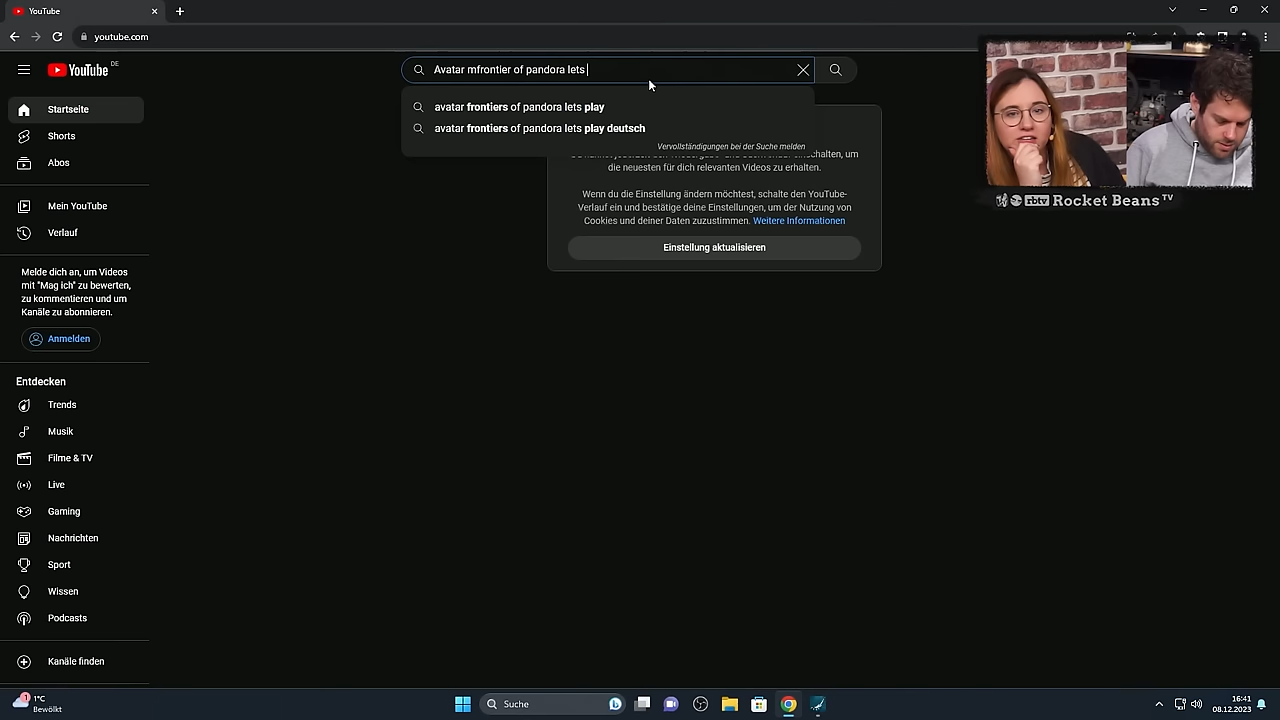 YouTube
youtube.com
YouTube DE
Avatar mfrontier of pandora lets
avatar frontiers of pandora lets play
avatar frontiers of pandora lets play deutsch
Vervollständigungen bei der Suche melden
einschalten, um
die neuesten für dich relevanten Videos zu erhalten.
Wenn du die Einstellung ändern möchtest, schalte den YouTube-
Verlauf ein und bestätige deine Einstellungen, um der Nutzung von
Cookies und deiner Daten zuzustimmen. Weitere Informationen
Einstellung aktualisieren
rbtv Rocket Beans TV
Startseite
Shorts
Abos
Mein YouTube
Verlauf
Melde dich an, um Videos
mit "Mag ich" zu bewerten,
zu kommentieren und um
Kanäle zu abonnieren.
Anmelden
Entdecken
Trends
Musik
Filme & TV
Live
Gaming
Nachrichten
Sport
Wissen
Podcasts
Kanäle finden
1
1°C
Bewölkt
Suche
16:41
08.12.2023